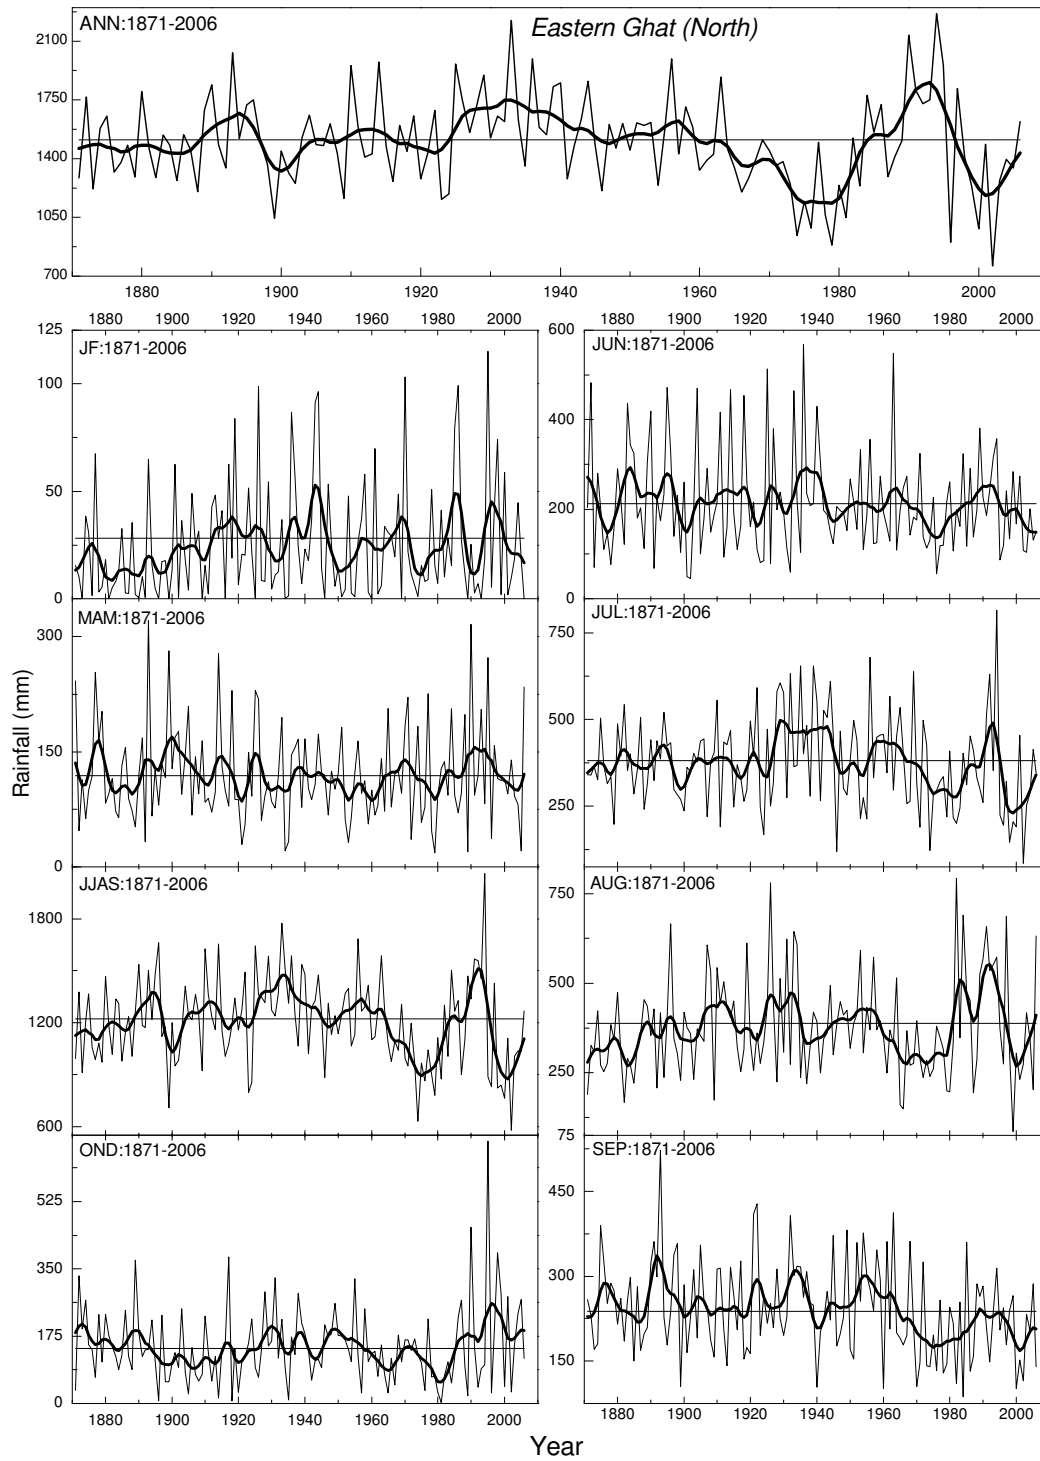 ANN:1871-2006
Eastern Ghat (North)
2100
1750
1400
1050
700
1880 1900 1920 1940 1960 1980 2000
1880 1900 1920 1940 1960 1980 2000
125
100
50
0
JF:1871-2006
1880 1900 1920 1940 1960 1980 2000
600
400
200
0
JUN:1871-2006
MAM:1871-2006
300
150
0
JUL:1871-2006
750
500
250
Rainfall (mm)
JJAS:1871-2006
1800
1200
600
AUG:1871-2006
750
500
250
75
OND:1871-2006
525
350
175
0
1880 1900 1920 1940 1960 1980 2000
SEP:1871-2006
450
300
150
1880 1900 1920 1940 1960 1980 2000
Year